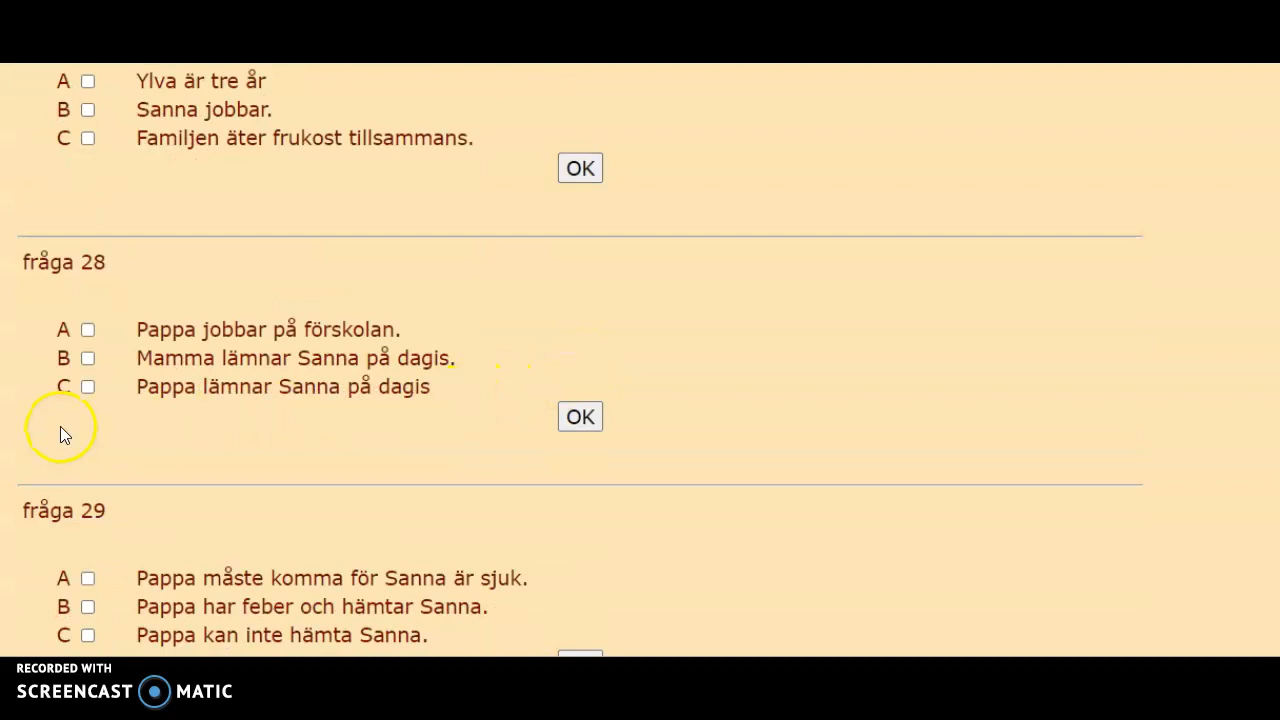 A Ylva är tre år
B Sanna jobbar.
C Familjen äter frukost tillsammans.
OK
fråga 28
A Pappa jobbar på förskolan.
B Mamma lämnar Sanna på dagis.
C Pappa lämnar Sanna på dagis
OK
fråga 29
A Pappa måste komma för Sanna är sjuk.
B Pappa har feber och hämtar Sanna.
C Pappa kan inte hämta Sanna.
RECORDED WITH
SCREENCAST MATIC